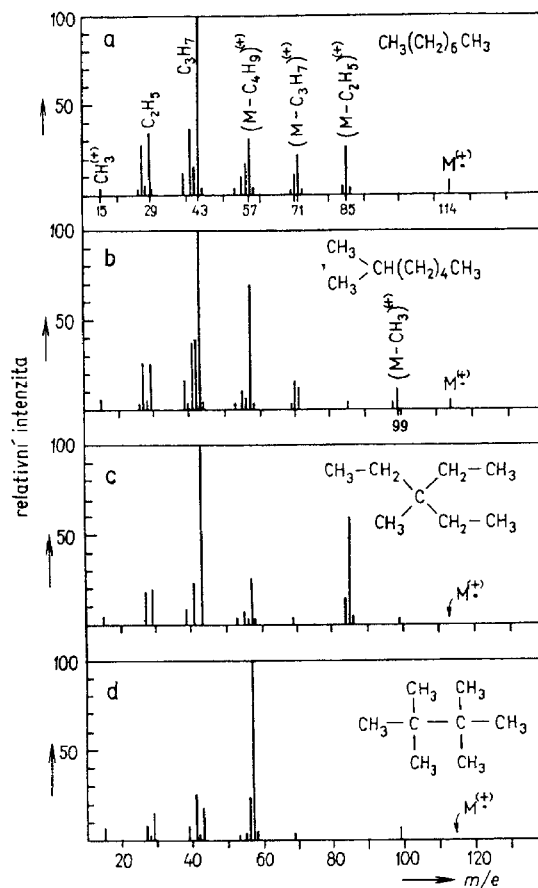 100
a
CH₃(CH₂)₆CH₃
50
CH₃(+)
C₂H₅
C₃H₇
(M-C₄H₉)(+)
(M-C₃H₇)(+)
(M-C₂H₅)(+)
M·(+)
15 29 43 57 71 85 114
100
b
CH₃
CH₃
CH(CH₂)₄CH₃
50
(M-CH₃)(+)
M·(+)
99
relativní intenzita
100
c
CH₃—CH₂ CH₂—CH₃
C
CH₃ CH₂—CH₃
50
M·(+)
100
d
CH₃ CH₃
CH₃—C—C—CH₃
CH₃ CH₃
50
M·(+)
20 40 60 80 100 120
m/e